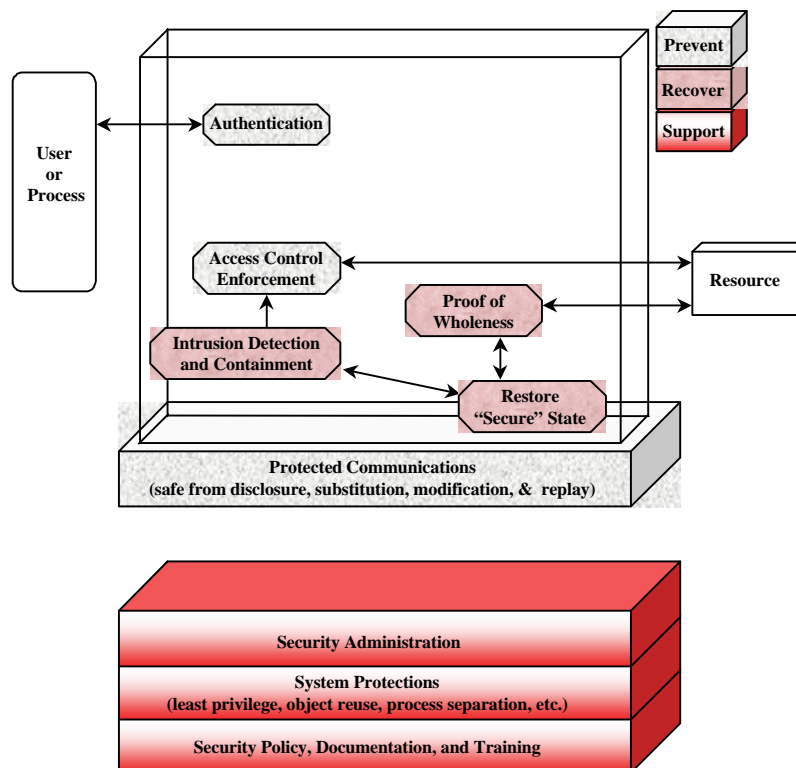 Prevent
Recover
Support
User
or
Process
Authentication
Access Control
Enforcement
Resource
Proof of
Wholeness
Intrusion Detection
and Containment
Restore
“Secure” State
Protected Communications
(safe from disclosure, substitution, modification, & replay)
Security Administration
System Protections
(least privilege, object reuse, process separation, etc.)
Security Policy, Documentation, and Training